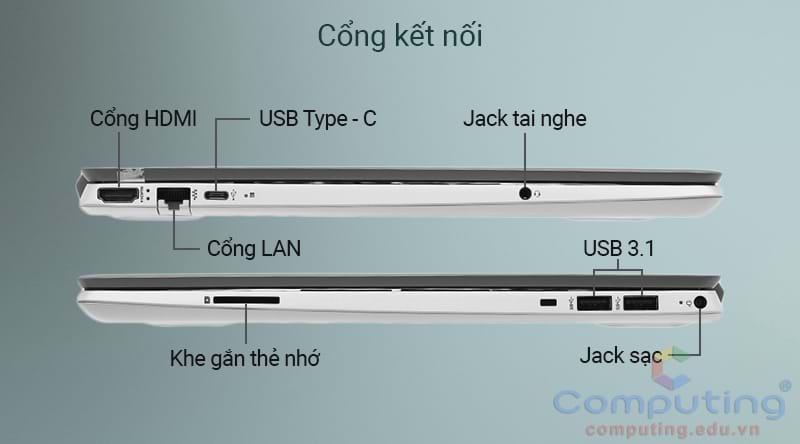 Cổng kết nối
Cổng HDMI
USB Type - C
Jack tai nghe
Cổng LAN
USB 3.1
Khe gắn thẻ nhớ
Jack sạc
Computing®
computing.edu.vn